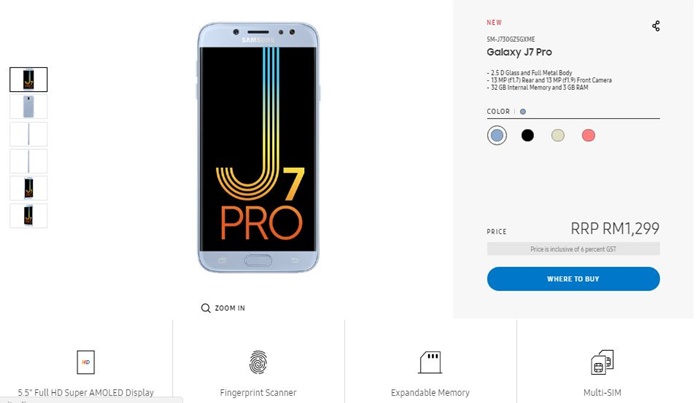 NEW
SM-J730GZSGXME
Galaxy J7 Pro
- 2.5 D Glass and Full Metal Body
- 13 MP (f1.7) Rear and 13 MP (f1.9) Front Camera
- 32 GB Internal Memory and 3 GB RAM
COLOR
SAMSUNG
J7
PRO
PRICE
RRP RM1,299
Price is inclusive of 6 percent GST
WHERE TO BUY
ZOOM IN
HD
5.5" Full HD Super AMOLED Display
Fingerprint Scanner
Expandable Memory
Multi-SIM